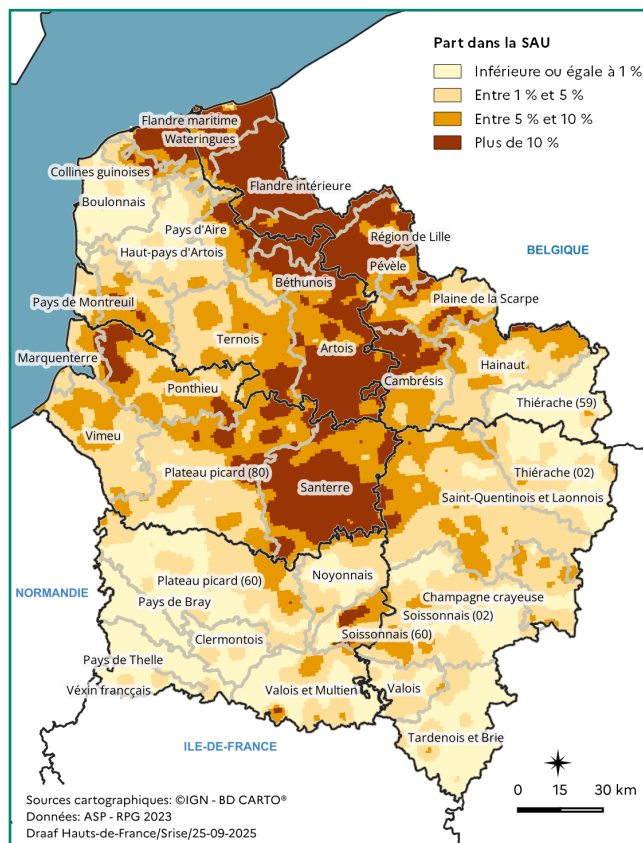 Part dans la SAU
Inférieure ou égale à 1 %
Entre 1 % et 5 %
Entre 5 % et 10 %
Plus de 10 %
Flandre maritime
Wateringues
Collines guinoises
Flandre intérieure
Boulonnais
Pays d'Aire
Région de Lille
Haut-pays d'Artois
BELGIQUE
Pévèle
Béthunois
Plaine de la Scarpe
Pays de Montreuil
Ternois
Artois
Hainaut
Marquenterre
Cambrésis
Ponthieu
Thiérache (59)
Vimeu
Plateau picard (80)
Thiérache (02)
Santerre
Saint-Quentinois et Laonnois
Plateau picard (60)
Noyonnais
NORMANDIE
Pays de Bray
Champagne crayeuse
Soissonnais (02)
Clermontois
Soissonnais (60)
Pays de Thelle
Véxin françcais
Valois et Multien
Valois
Tardenois et Brie
ILE-DE-FRANCE
0 15 30 km
Sources cartographiques: ©IGN - BD CARTO®
Données: ASP - RPG 2023
Draaf Hauts-de-France/Srise/25-09-2025